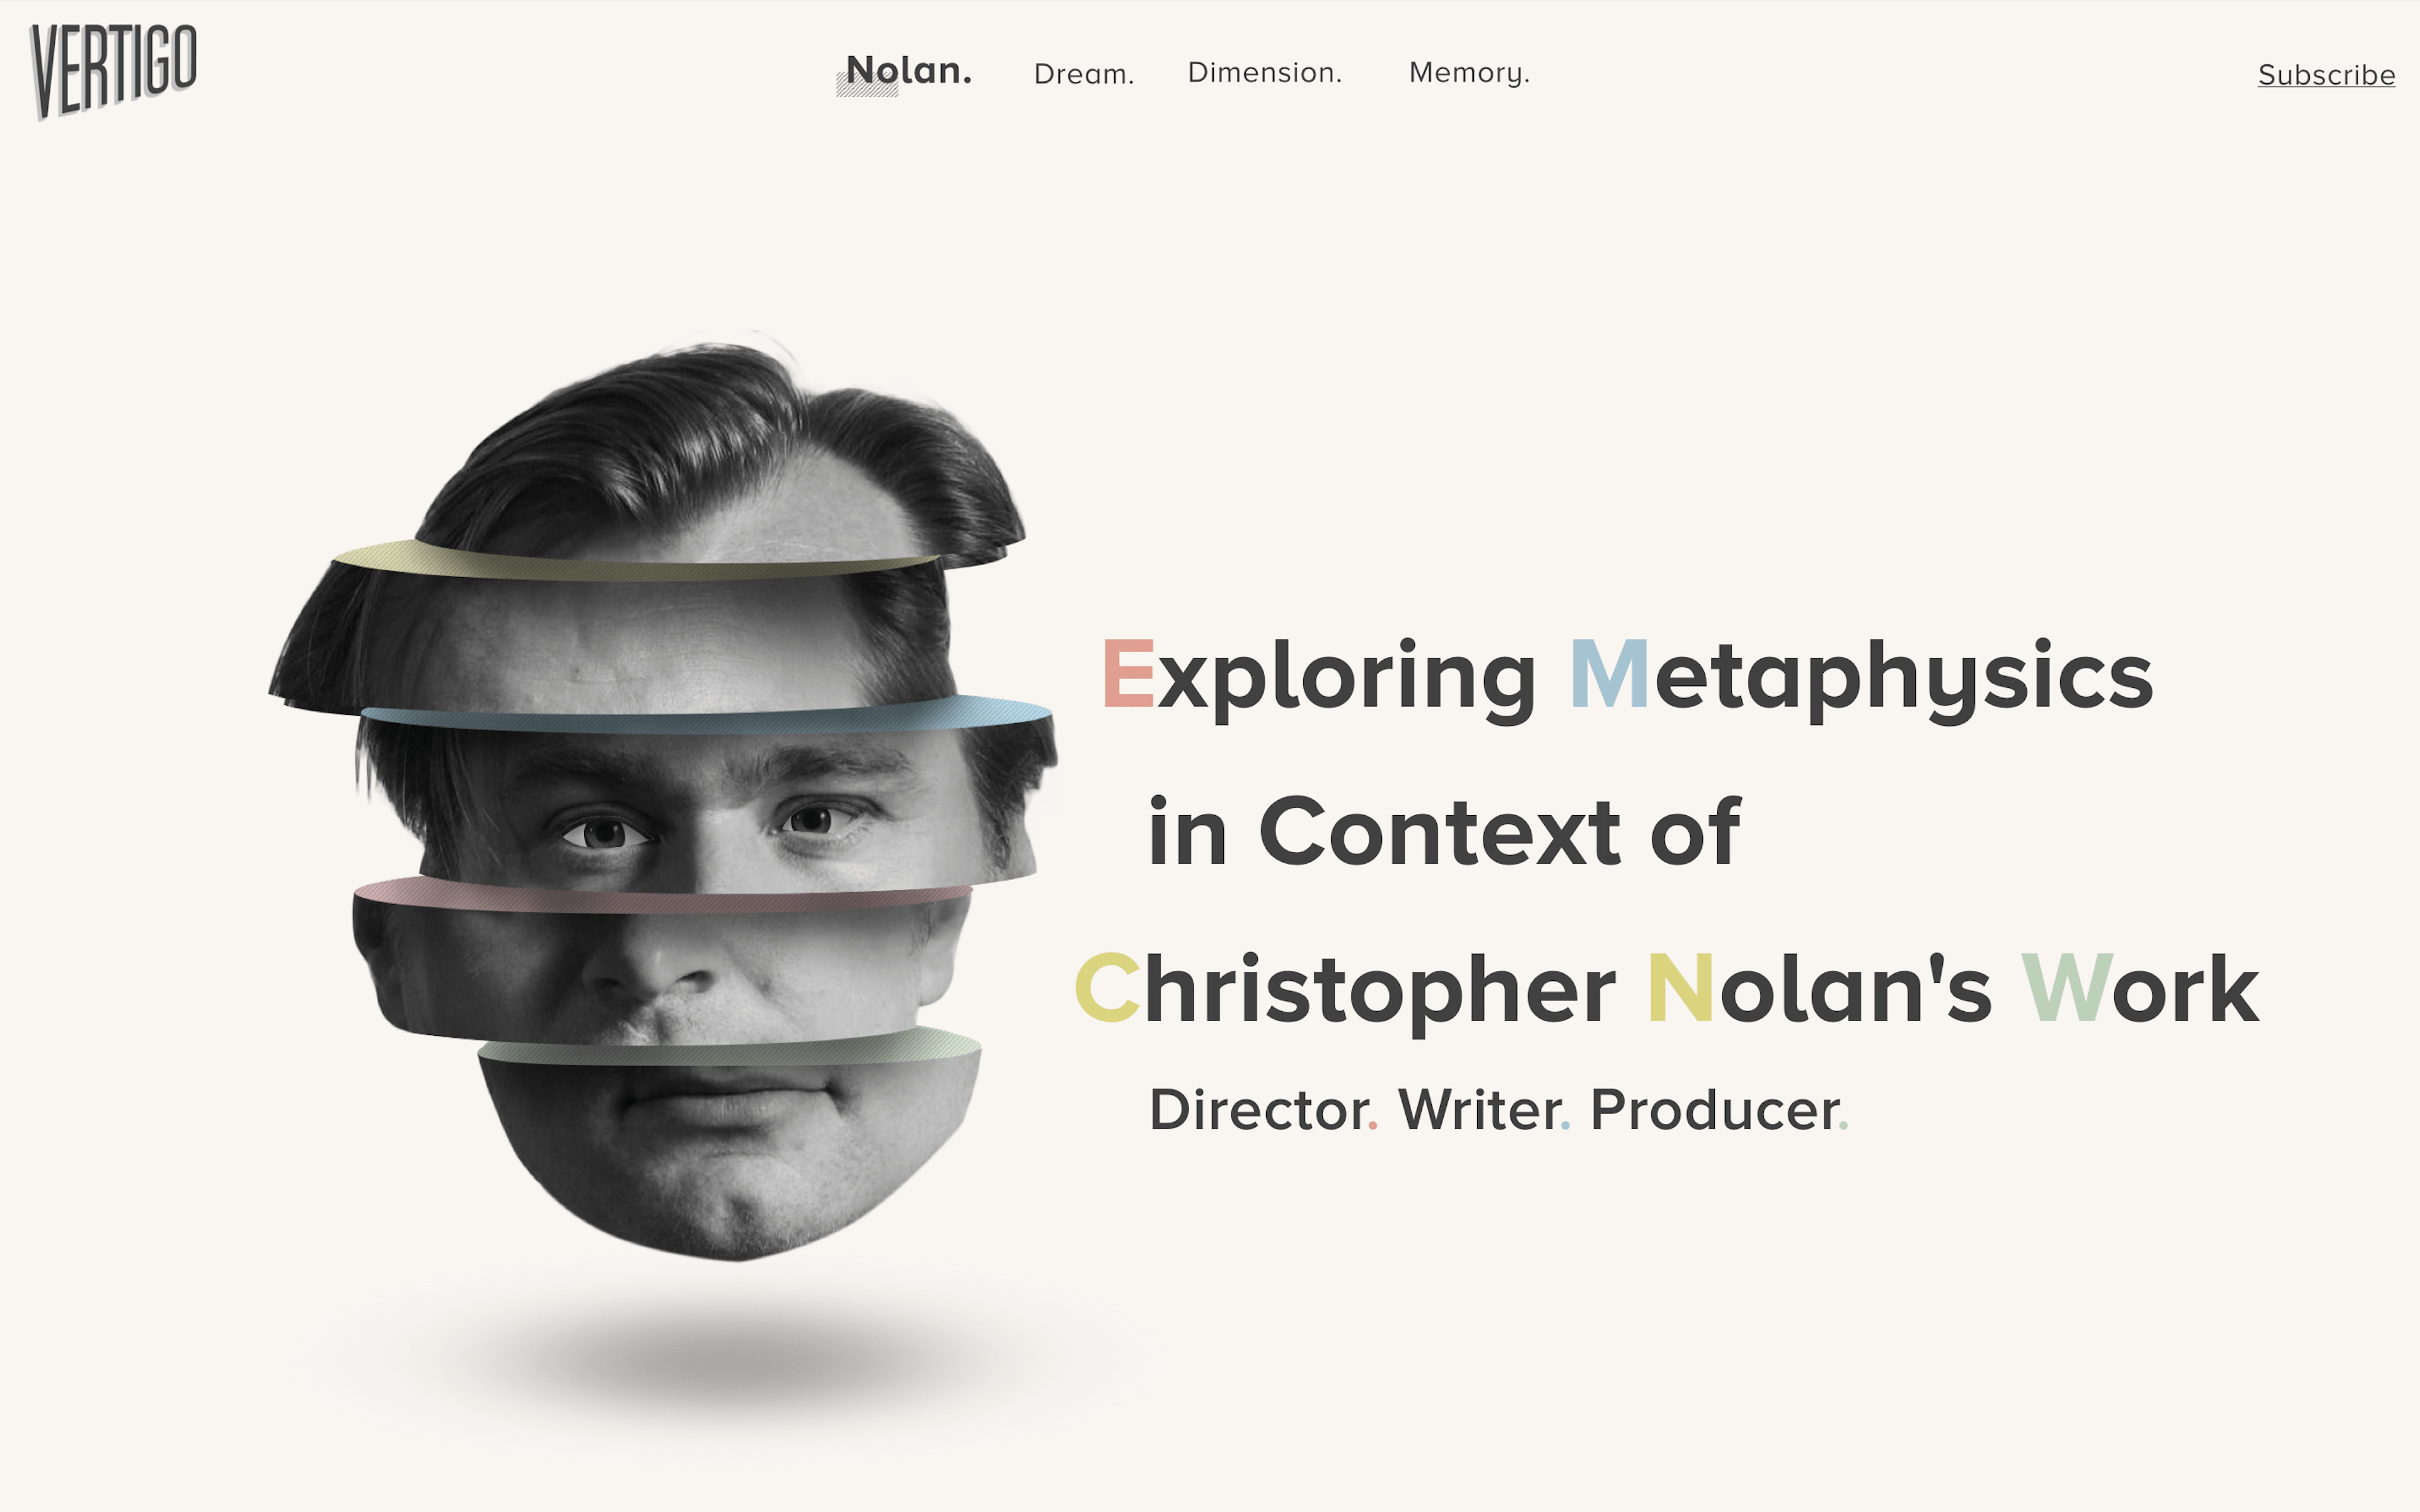 VERTIGO
Nolan. Dream. Dimension. Memory.
Subscribe
Exploring Metaphysics
in Context of
Christopher Nolan's Work
Director. Writer. Producer.